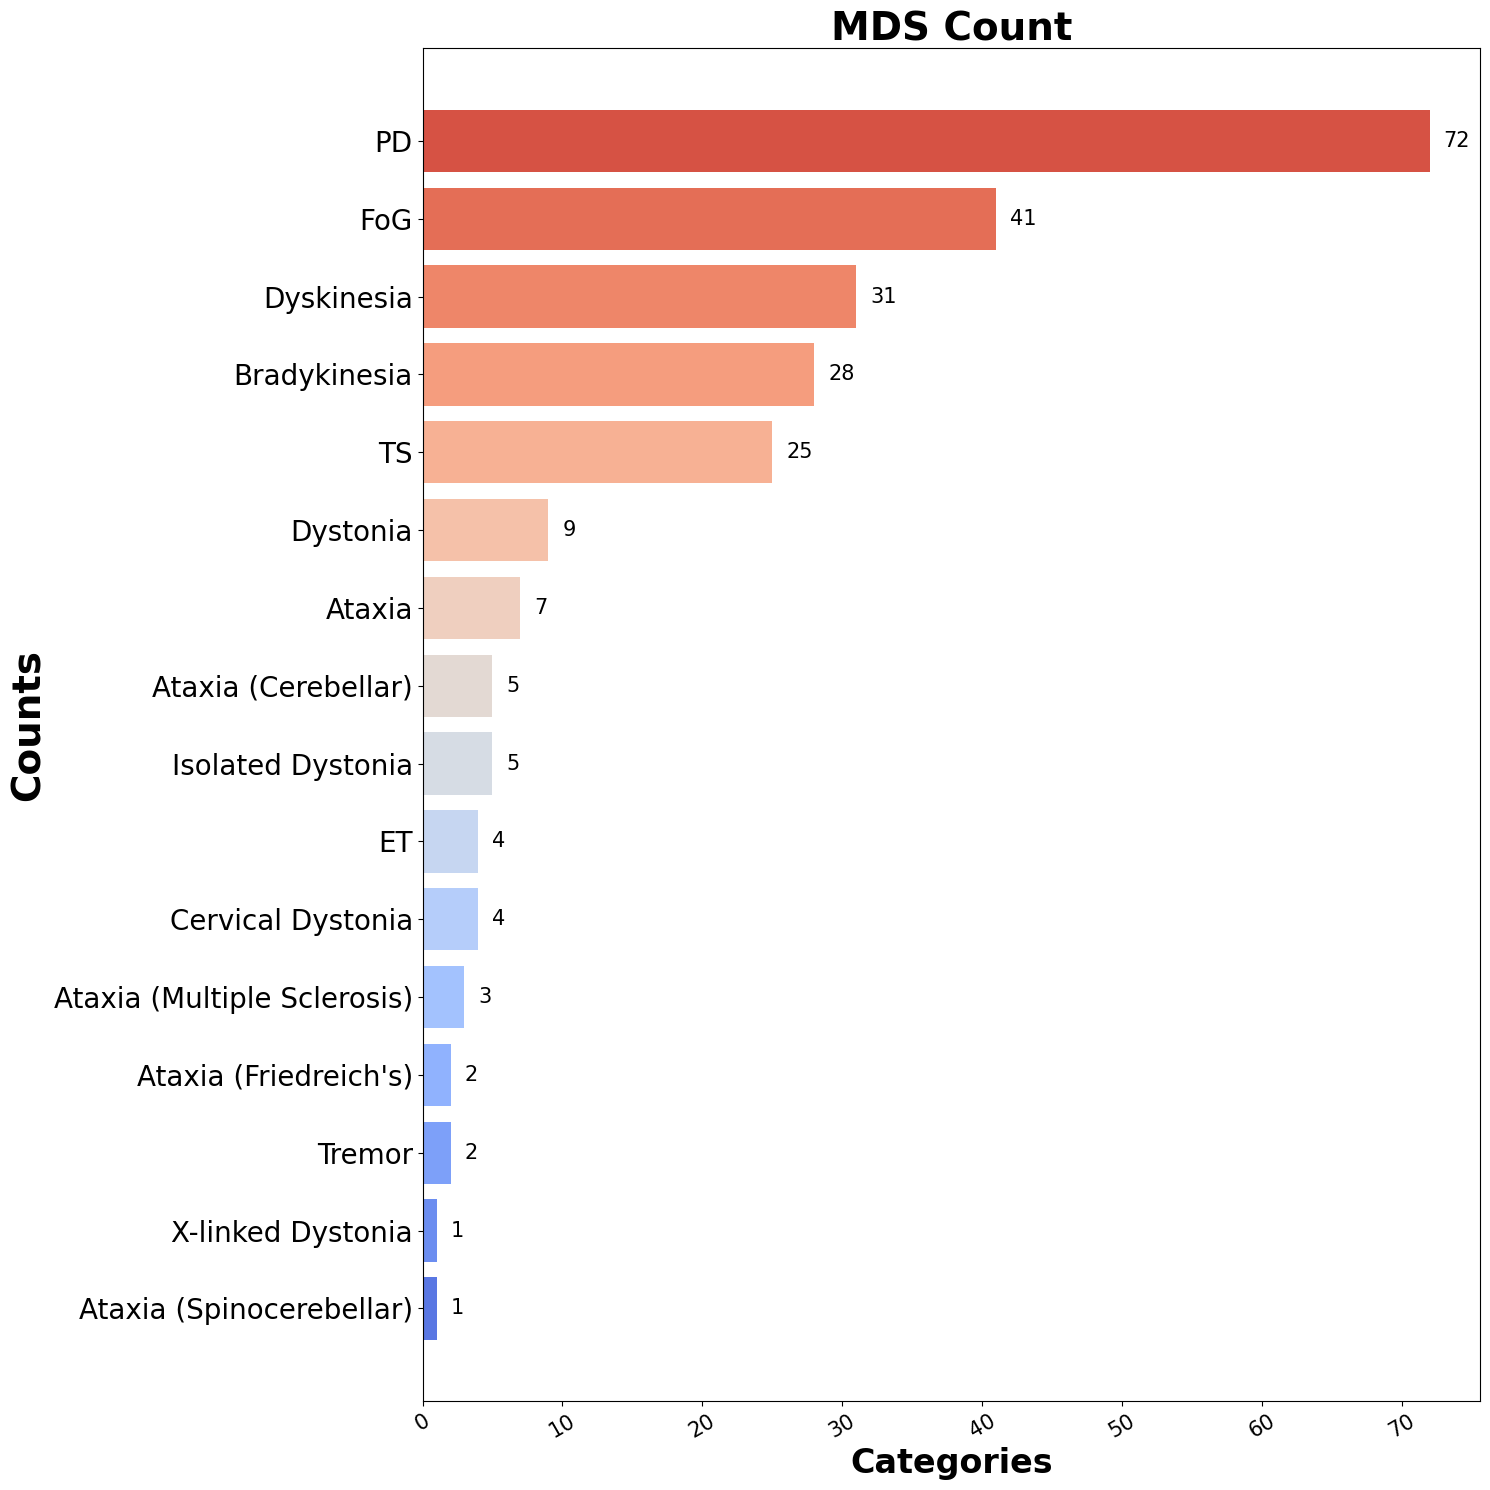 MDS Count
PD 72
FoG 41
Dyskinesia 31
Bradykinesia 28
TS 25
Dystonia 9
Ataxia 7
Ataxia (Cerebellar) 5
Isolated Dystonia 5
ET 4
Cervical Dystonia 4
Ataxia (Multiple Sclerosis) 3
Ataxia (Friedreich's) 2
Tremor 2
X-linked Dystonia 1
Ataxia (Spinocerebellar) 1
Counts
0 10 20 30 40 50 60 70
Categories